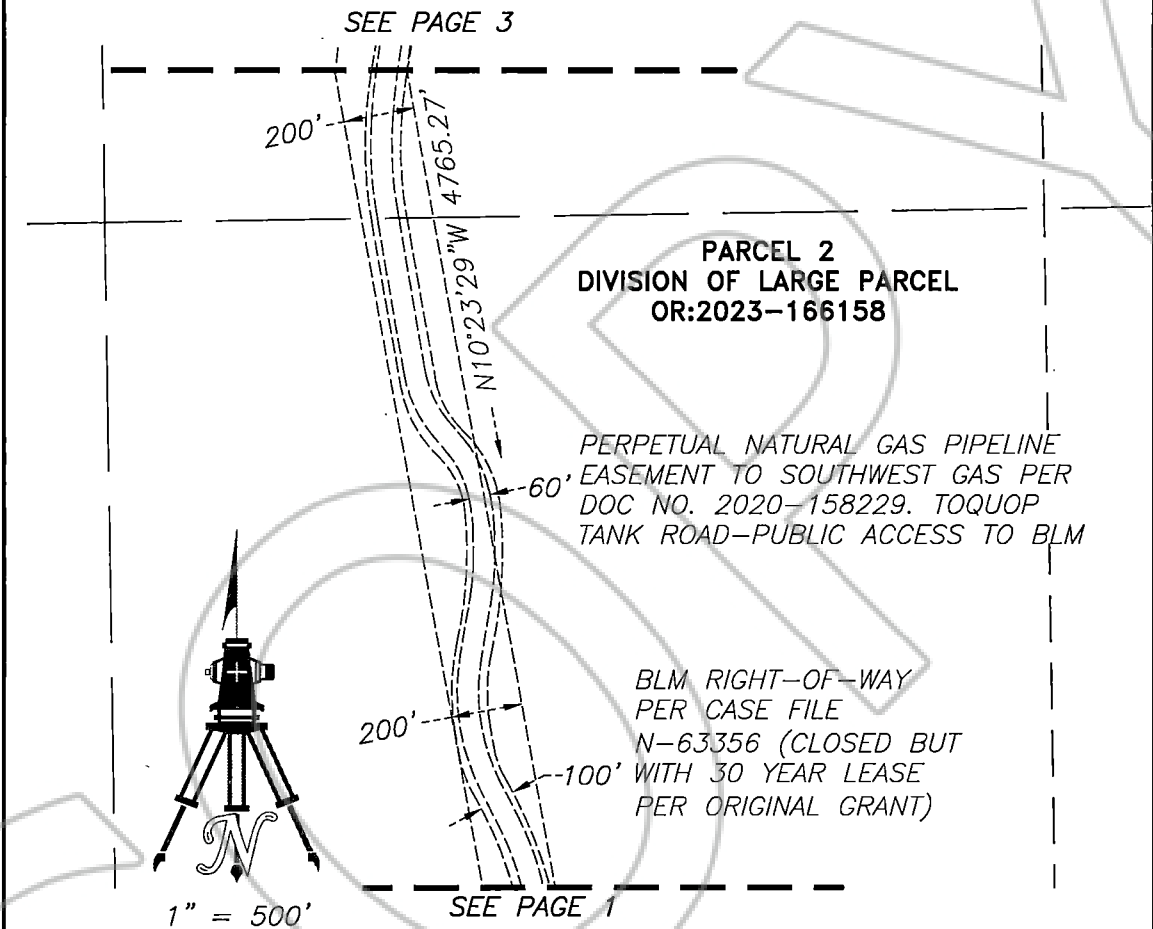 SEE PAGE 3
200'
N10°23'29"W 4765.27'
PARCEL 2
DIVISION OF LARGE PARCEL
OR:2023-166158
PERPETUAL NATURAL GAS PIPELINE
EASEMENT TO SOUTHWEST GAS PER
60'
DOC NO. 2020-158229. TOQUOP
TANK ROAD-PUBLIC ACCESS TO BLM
BLM RIGHT-OF-WAY
PER CASE FILE
200'
N-63356 (CLOSED BUT
100'
WITH 30 YEAR LEASE
PER ORIGINAL GRANT)
N
1" = 500'
SEE PAGE 1
COPY